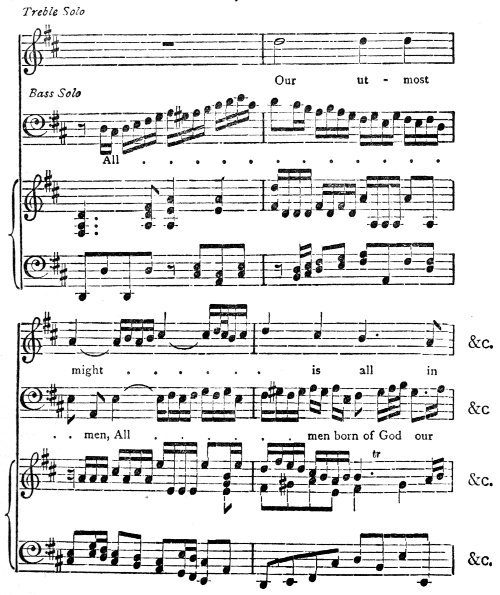 Treble Solo
Our ut - most
Bass Solo
All . . . . . . . . . . . . .
might . . . . . is all in &c.
. . men, All . . . . . men born of God our &c
tr
&c.
&c.